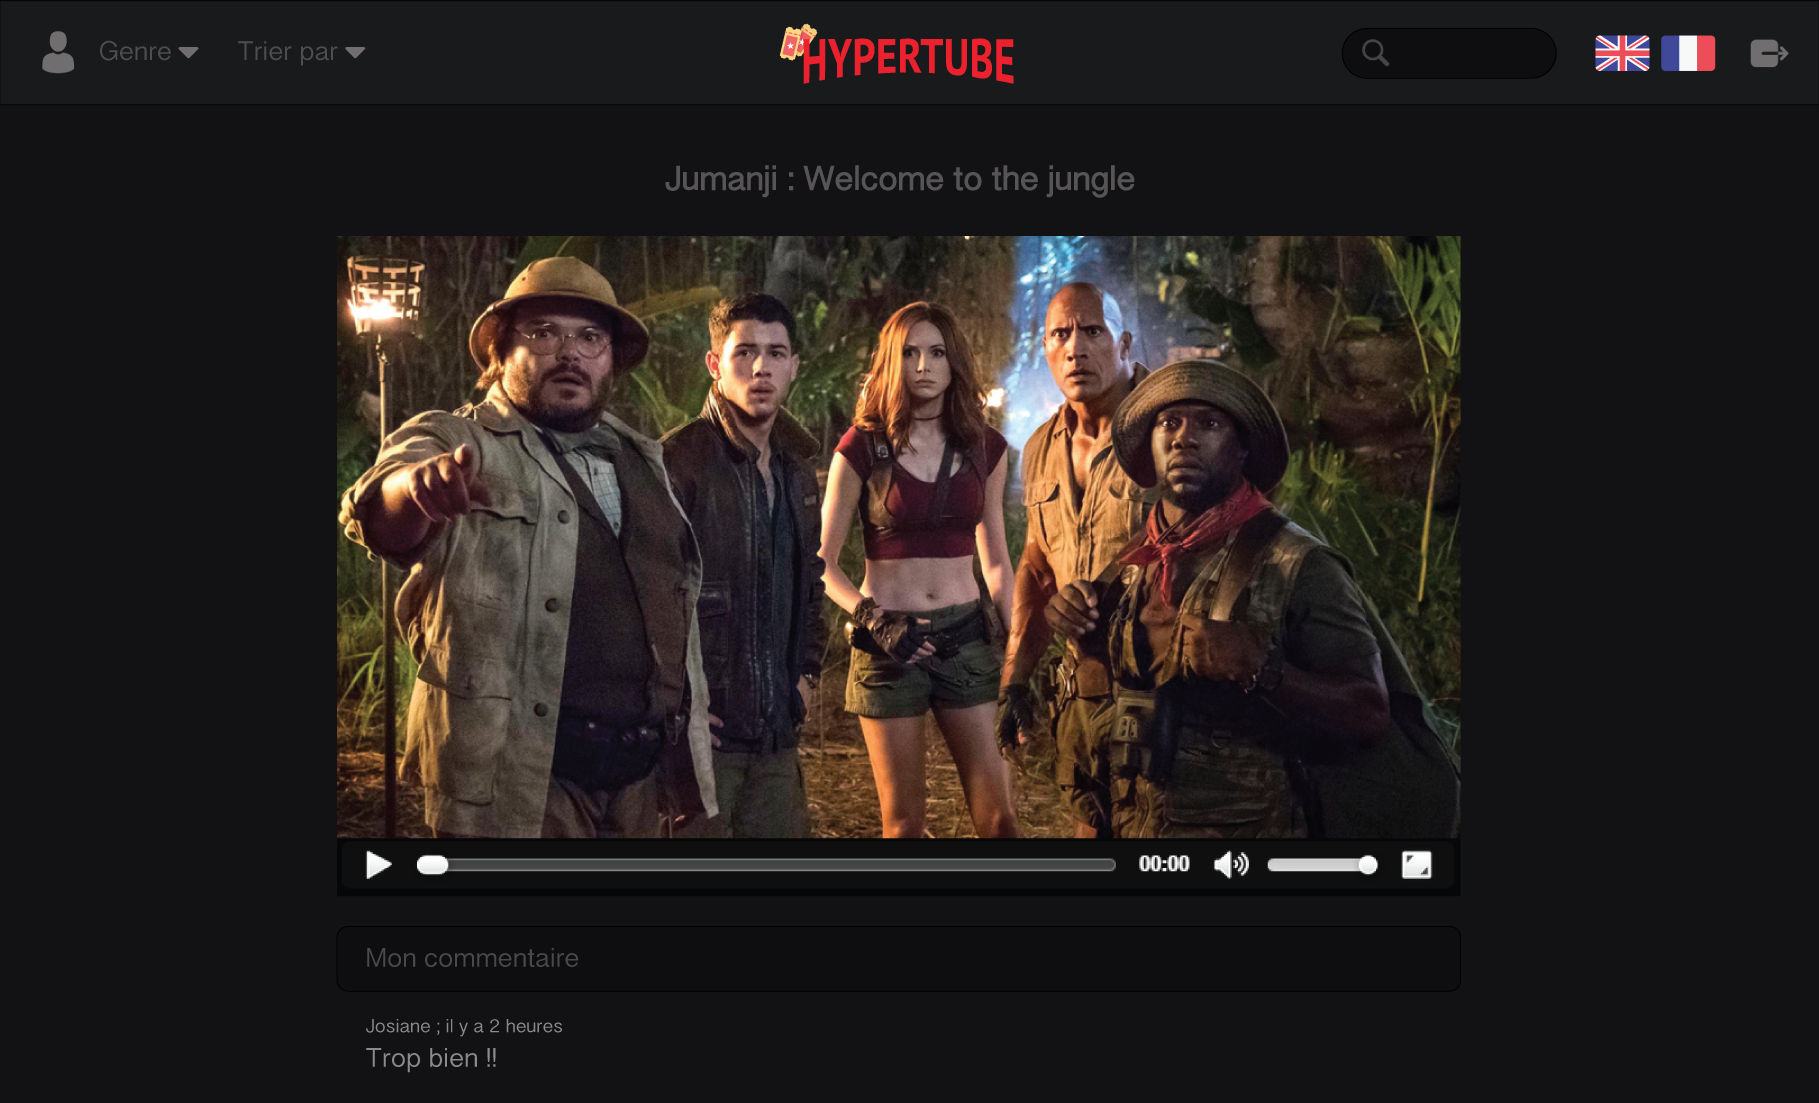 Genre
Trier par
HYPERTUBE
Jumanji : Welcome to the jungle
00:00
Mon commentaire
Josiane ; il y a 2 heures
Trop bien !!